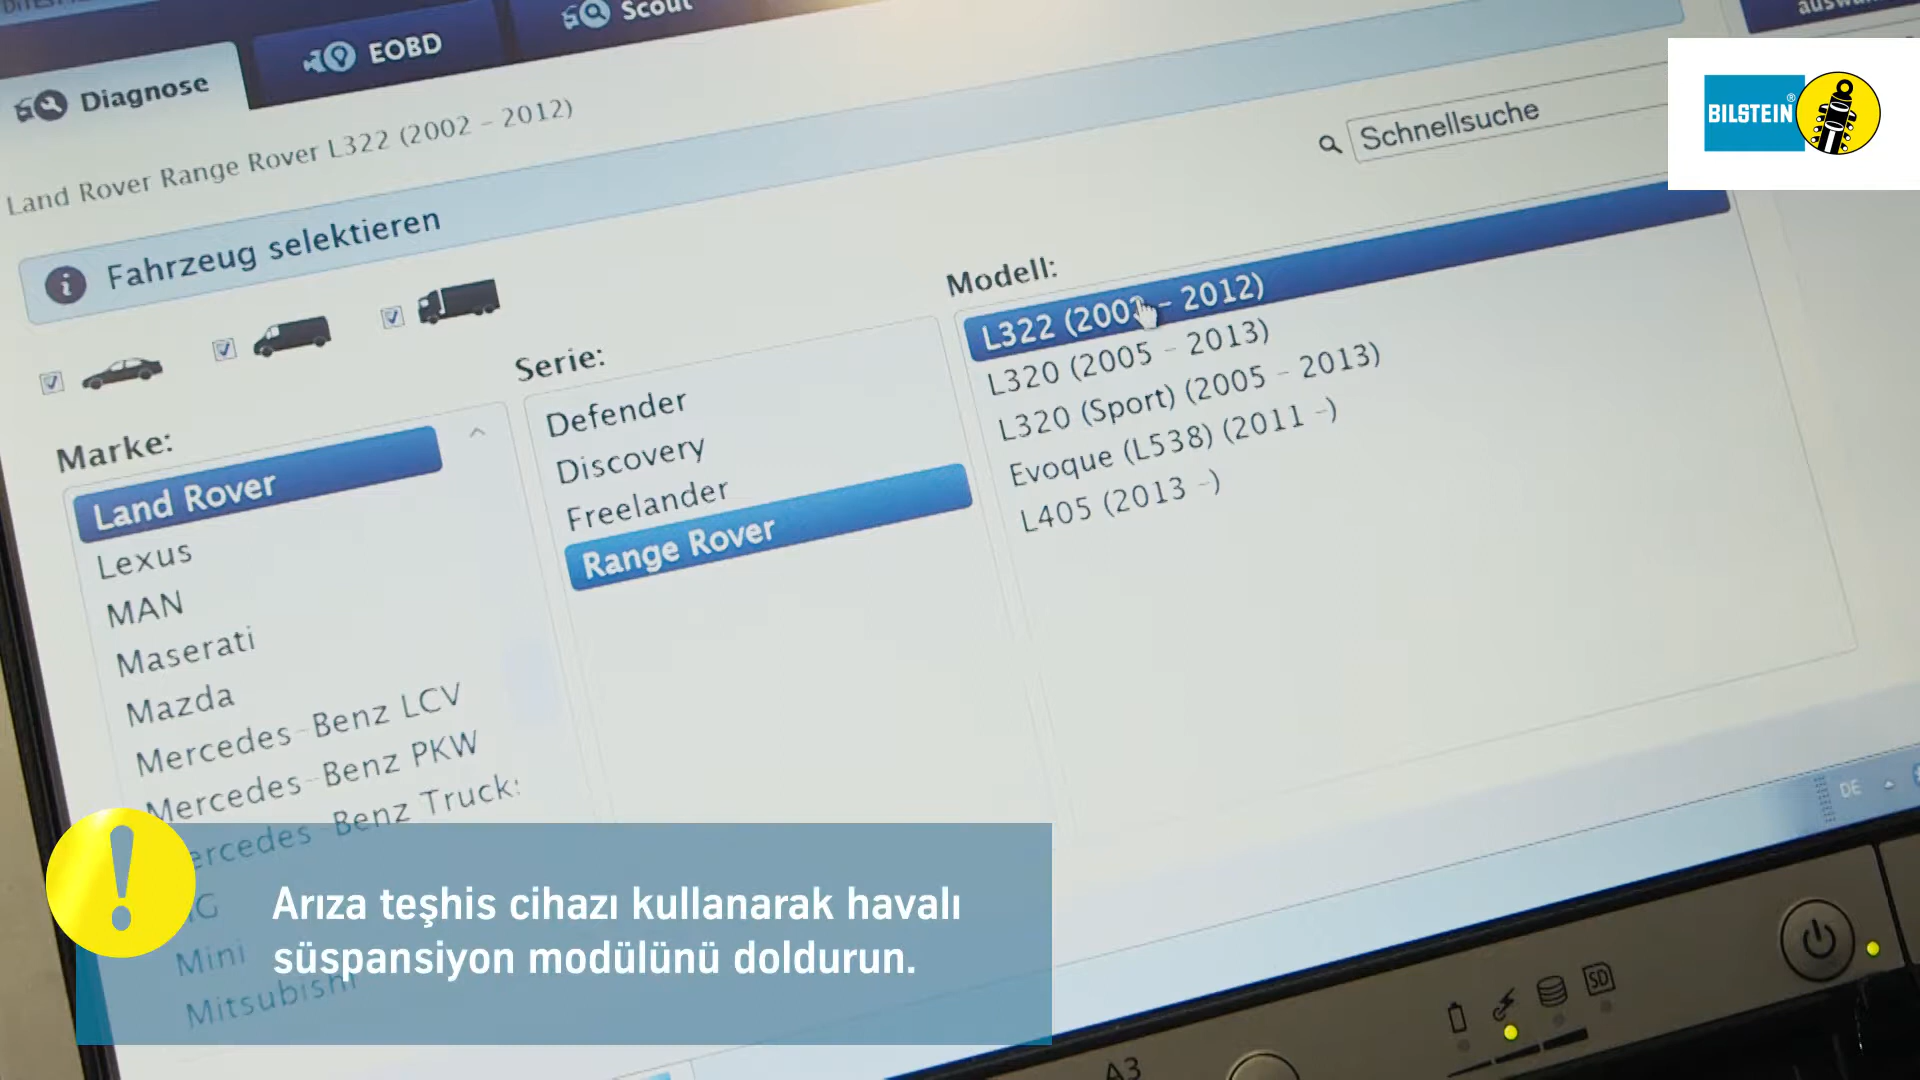 Scout
EOBD
Diagnose
Land Rover Range Rover L322 (2002 – 2012)
Schnellsuche
BILSTEIN®
Fahrzeug selektieren
Marke:
Land Rover
Lexus
MAN
Maserati
Mazda
Mercedes-Benz LCV
Mercedes-Benz PKW
Mercedes-Benz Truck:
Mini
Mitsubishi
Serie:
Defender
Discovery
Freelander
Range Rover
Modell:
L322 (2002 – 2012)
L320 (2005 – 2013)
L320 (Sport) (2005 – 2013)
Evoque (L538) (2011 –)
L405 (2013 –)
DE
Arıza teşhis cihazı kullanarak havalı
süspansiyon modülünü doldurun.
SD
A3